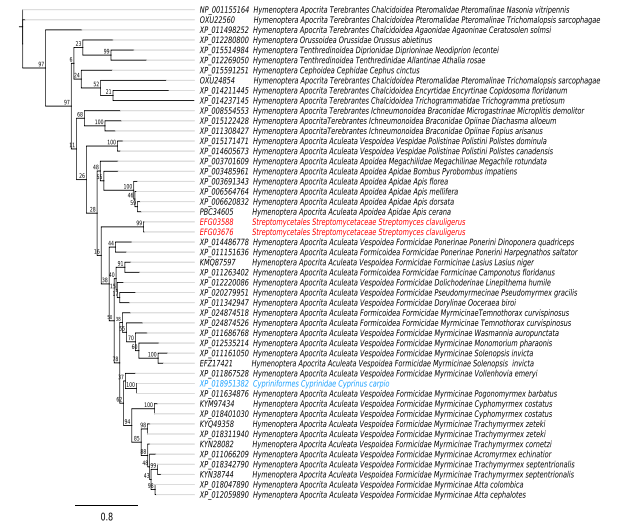 NP_001155164 Hymenoptera Apocrita Terebrantes Chalcidoidea Pteromalidae Pteromalinae Nasonia vitripennis
OXU22560 Hymenoptera Apocrita Terebrantes Chalcidoidea Pteromalidae Pteromalinae Trichomalopsis sarcophagae
XP_011498252 Hymenoptera Apocrita Terebrantes Chalcidoidea Agaonidae Agaoninae Ceratosolen solmsi
XP_012280800 Hymenoptera Orussoidea Orussidae Orussus abietinus
XP_015514984 Hymenoptera Tenthredinoidea Diprionidae Diprioninae Neodiprion lecontei
XP_012269050 Hymenoptera Tenthredinoidea Tenthredinidae Allantinae Athalia rosae
XP_015591251 Hymenoptera Cephoidea Cephidae Cephus cinctus
OXU24854 Hymenoptera Apocrita Terebrantes Chalcidoidea Pteromalidae Pteromalinae Trichomalopsis sarcophagae
XP_014211445 Hymenoptera Apocrita Terebrantes Chalcidoidea Encyrtidae Encyrtinae Copidosoma floridanum
XP_014237145 Hymenoptera Apocrita Terebrantes Chalcidoidea Trichogrammatidae Trichogramma pretiosum
XP_008554553 Hymenoptera Apocrita Terebrantes Ichneumonoidea Braconidae Microgastrinae Microplitis demolitor
XP_015122428 Hymenoptera ApocritaTerebrantes Ichneumonoidea Braconidae Opiinae Diachasma alloeum
XP_011308427 Hymenoptera ApocritaTerebrantes Ichneumonoidea Braconidae Opiinae Fopius arisanus
XP_015171471 Hymenoptera Apocrita Aculeata Vespoidea Vespidae Polistinae Polistini Polistes dominula
XP_014605673 Hymenoptera Apocrita Aculeata Vespoidea Vespidae Polistinae Polistini Polistes canadensis
XP_003701609 Hymenoptera Apocrita Aculeata Apoidea Megachilidae Megachilinae Megachile rotundata
XP_003485961 Hymenoptera Apocrita Aculeata Apoidea Apidae Bombus Pyrobombus impatiens
XP_003691343 Hymenoptera Apocrita Aculeata Apoidea Apidae Apis florea
XP_006564764 Hymenoptera Apocrita Aculeata Apoidea Apidae Apis mellifera
XP_006620832 Hymenoptera Apocrita Aculeata Apoidea Apidae Apis dorsata
PBC34605 Hymenoptera Apocrita Aculeata Apoidea Apidae Apis cerana
EFG03588 Streptomycetales Streptomycetaceae Streptomyces clavuligerus
EFG03676 Streptomycetales Streptomycetaceae Streptomyces clavuligerus
XP_014486778 Hymenoptera Apocrita Aculeata Vespoidea Formicidae Ponerinae Ponerini Dinoponera quadriceps
XP_011151636 Hymenoptera Apocrita Aculeata Formicoidea Formicidae Ponerinae Ponerini Harpegnathos saltator
KMQ87597 Hymenoptera Apocrita Aculeata Vespoidea Formicidae Formicinae Lasius Lasius niger
XP_011263402 Hymenoptera Apocrita Aculeata Formicoidea Formicidae Formicinae Camponotus floridanus
XP_012220086 Hymenoptera Apocrita Aculeata Vespoidea Formicidae Dolichoderinae Linepithema humile
XP_020279951 Hymenoptera Apocrita Aculeata Vespoidea Formicidae Pseudomyrmecinae Pseudomyrmex gracilis
XP_011342947 Hymenoptera Apocrita Aculeata Vespoidea Formicidae Dorylinae Ooceraea biroi
XP_024874518 Hymenoptera Apocrita Aculeata Formicoidea Formicidae MyrmicinaeTemnothorax curvispinosus
XP_024874526 Hymenoptera Apocrita Aculeata Formicoidea Formicidae Myrmicinae Temnothorax curvispinosus
XP_011686768 Hymenoptera Apocrita Aculeata Vespoidea Formicidae Myrmicinae Wasmannia auropunctata
XP_012535214 Hymenoptera Apocrita Aculeata Vespoidea Formicidae Myrmicinae Monomorium pharaonis
XP_011161050 Hymenoptera Apocrita Aculeata Vespoidea Formicidae Myrmicinae Solenopsis invicta
EFZ17421 Hymenoptera Apocrita Aculeata Vespoidea Formicidae Myrmicinae Solenopsis invicta
XP_011867528 Hymenoptera Apocrita Aculeata Vespoidea Formicidae Myrmicinae Vollenhovia emeryi
XP_018951382 Cypriniformes Cyprinidae Cyprinus carpio
XP_011634876 Hymenoptera Apocrita Aculeata Vespoidea Formicidae Myrmicinae Pogonomyrmex barbatus
KYM97434 Hymenoptera Apocrita Aculeata Vespoidea Formicidae Myrmicinae Cyphomyrmex costatus
XP_018401030 Hymenoptera Apocrita Aculeata Vespoidea Formicidae Myrmicinae Cyphomyrmex costatus
KYQ49358 Hymenoptera Apocrita Aculeata Vespoidea Formicidae Myrmicinae Trachymyrmex zeteki
XP_018311940 Hymenoptera Apocrita Aculeata Vespoidea Formicidae Myrmicinae Trachymyrmex zeteki
KYN28082 Hymenoptera Apocrita Aculeata Vespoidea Formicidae Myrmicinae Trachymyrmex cornetzi
XP_011066209 Hymenoptera Apocrita Aculeata Vespoidea Formicidae Myrmicinae Acromyrmex echinatior
XP_018342790 Hymenoptera Apocrita Aculeata Vespoidea Formicidae Myrmicinae Trachymyrmex septentrionalis
KYN38744 Hymenoptera Apocrita Aculeata Vespoidea Formicidae Myrmicinae Trachymyrmex septentrionalis
XP_018047890 Hymenoptera Apocrita Aculeata Vespoidea Formicidae Myrmicinae Atta colombica
XP_012059890 Hymenoptera Apocrita Aculeata Vespoidea Formicidae Myrmicinae Atta cephalotes
0.8